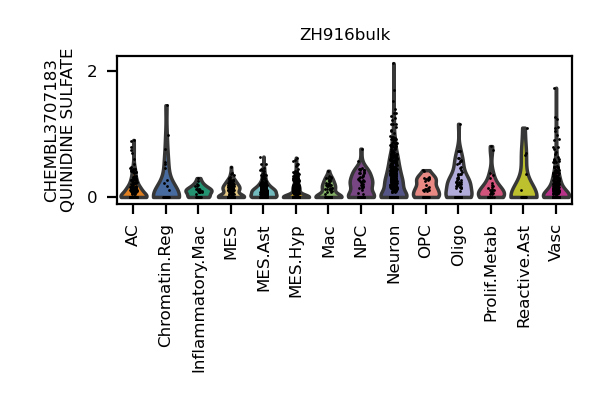 ZH916bulk
CHEMBL3707183
QUINIDINE SULFATE
2
0
AC
Chromatin.Reg
Inflammatory.Mac
MES
MES.Ast
MES.Hyp
Mac
NPC
Neuron
OPC
Oligo
Prolif.Metab
Reactive.Ast
Vasc